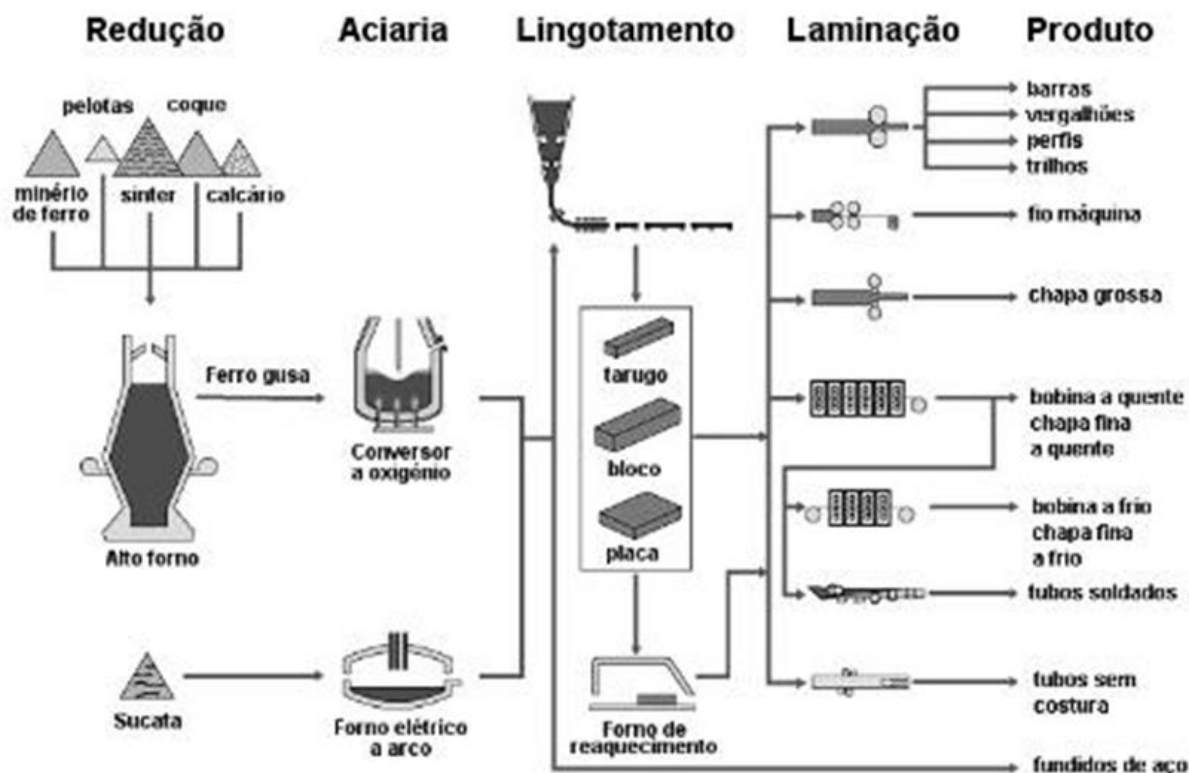 Redução
Aciaria
Lingotamento
Laminação
Produto
pelotas
coque
minério
de ferro
sinter
calcário
Ferro gusa
Alto forno
Conversor
a oxigénio
Sucata
Forno elétrico
a arco
tarugo
bloco
placa
Forno de
reaquecimento
barras
vergalhões
perfis
trilhos
fio máquina
chapa grossa
bobina a quente
chapa fina
a quente
bobina a frio
chapa fina
a frio
tubos soldados
tubos sem
costura
fundidos de aço